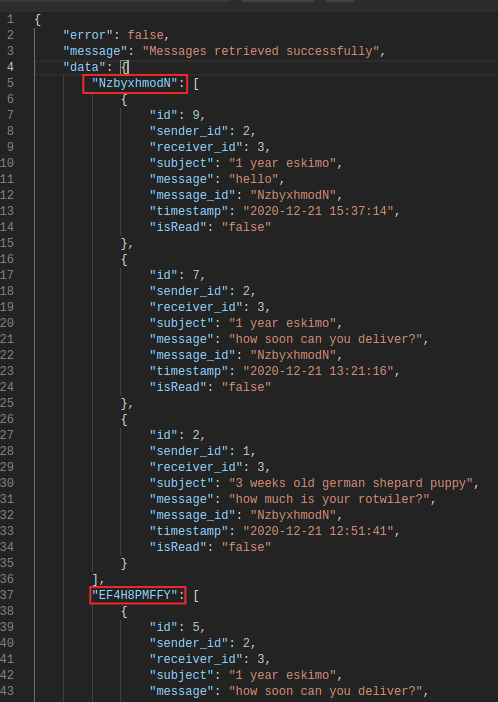 1 {
2 "error": false,
3 "message": "Messages retrieved successfully",
4 "data": {
5 "NzbyxhmodN": [
6 {
7 "id": 9,
8 "sender_id": 2,
9 "receiver_id": 3,
10 "subject": "1 year eskimo",
11 "message": "hello",
12 "message_id": "NzbyxhmodN",
13 "timestamp": "2020-12-21 15:37:14",
14 "isRead": "false"
15 },
16 {
17 "id": 7,
18 "sender_id": 2,
19 "receiver_id": 3,
20 "subject": "1 year eskimo",
21 "message": "how soon can you deliver?",
22 "message_id": "NzbyxhmodN",
23 "timestamp": "2020-12-21 13:21:16",
24 "isRead": "false"
25 },
26 {
27 "id": 2,
28 "sender_id": 1,
29 "receiver_id": 3,
30 "subject": "3 weeks old german shepard puppy",
31 "message": "how much is your rotwiler?",
32 "message_id": "NzbyxhmodN",
33 "timestamp": "2020-12-21 12:51:41",
34 "isRead": "false"
35 }
36 ],
37 "EF4H8PMFFY": [
38 {
39 "id": 5,
40 "sender_id": 2,
41 "receiver_id": 3,
42 "subject": "1 year eskimo",
43 "message": "how soon can you deliver?",